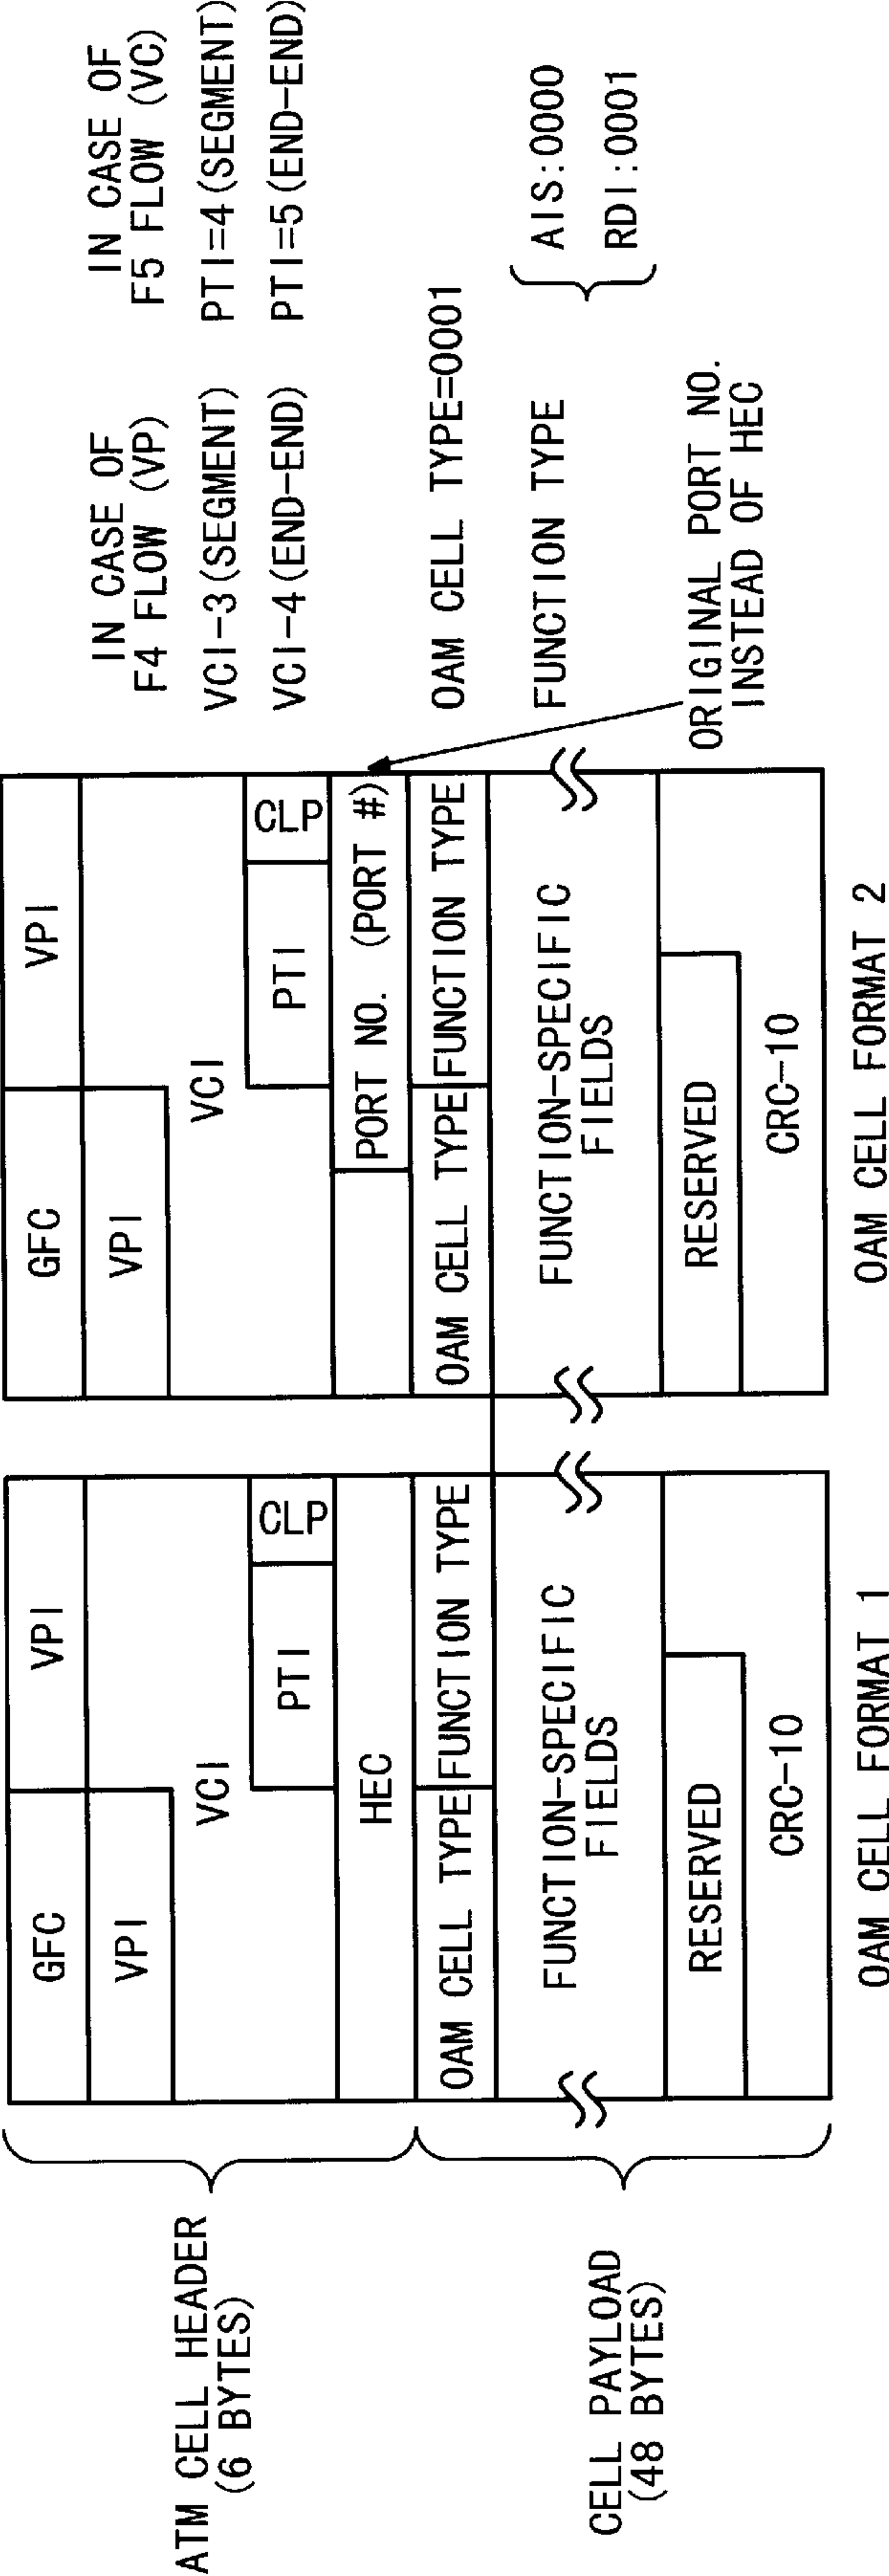 ATM CELL HEADER
(6 BYTES)
CELL PAYLOAD
(48 BYTES)
GFC
VPI
VPI
VCI
PTI
CLP
HEC
OAM CELL TYPE
FUNCTION TYPE
FUNCTION-SPECIFIC
FIELDS
RESERVED
CRC-10
OAM CELL FORMAT 1
GFC
VPI
VPI
VCI
PTI
CLP
PORT NO. (PORT #)
OAM CELL TYPE
FUNCTION TYPE
FUNCTION-SPECIFIC
FIELDS
RESERVED
CRC-10
OAM CELL FORMAT 2
IN CASE OF
F4 FLOW (VP)
VCI-3(SEGMENT)
VCI-4(END-END)
IN CASE OF
F5 FLOW (VC)
PTI=4(SEGMENT)
PTI=5(END-END)
OAM CELL TYPE=0001
FUNCTION TYPE
AIS:0000
RDI:0001
ORIGINAL PORT NO.
INSTEAD OF HEC